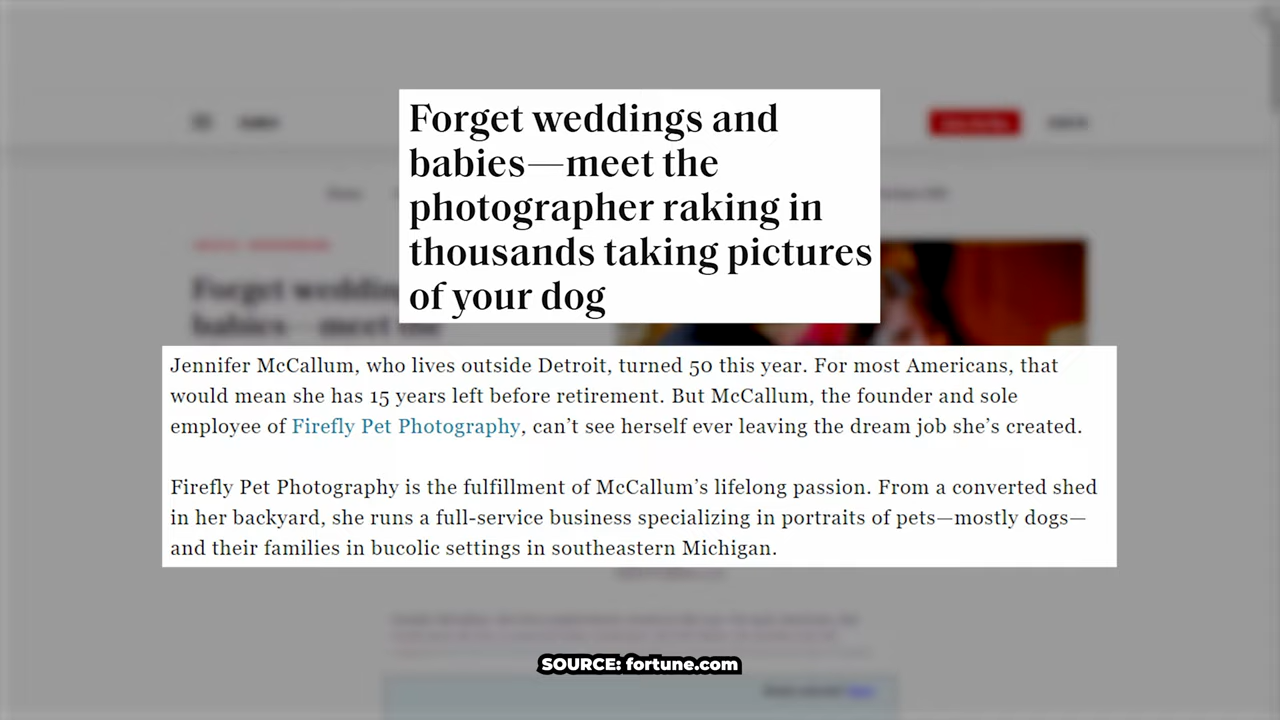 Forget weddings and
babies—meet the
photographer raking in
thousands taking pictures
of your dog
Jennifer McCallum, who lives outside Detroit, turned 50 this year. For most Americans, that
would mean she has 15 years left before retirement. But McCallum, the founder and sole
employee of Firefly Pet Photography, can’t see herself ever leaving the dream job she’s created.
Firefly Pet Photography is the fulfillment of McCallum’s lifelong passion. From a converted shed
in her backyard, she runs a full-service business specializing in portraits of pets—mostly dogs—
and their families in bucolic settings in southeastern Michigan.
SOURCE: fortune.com